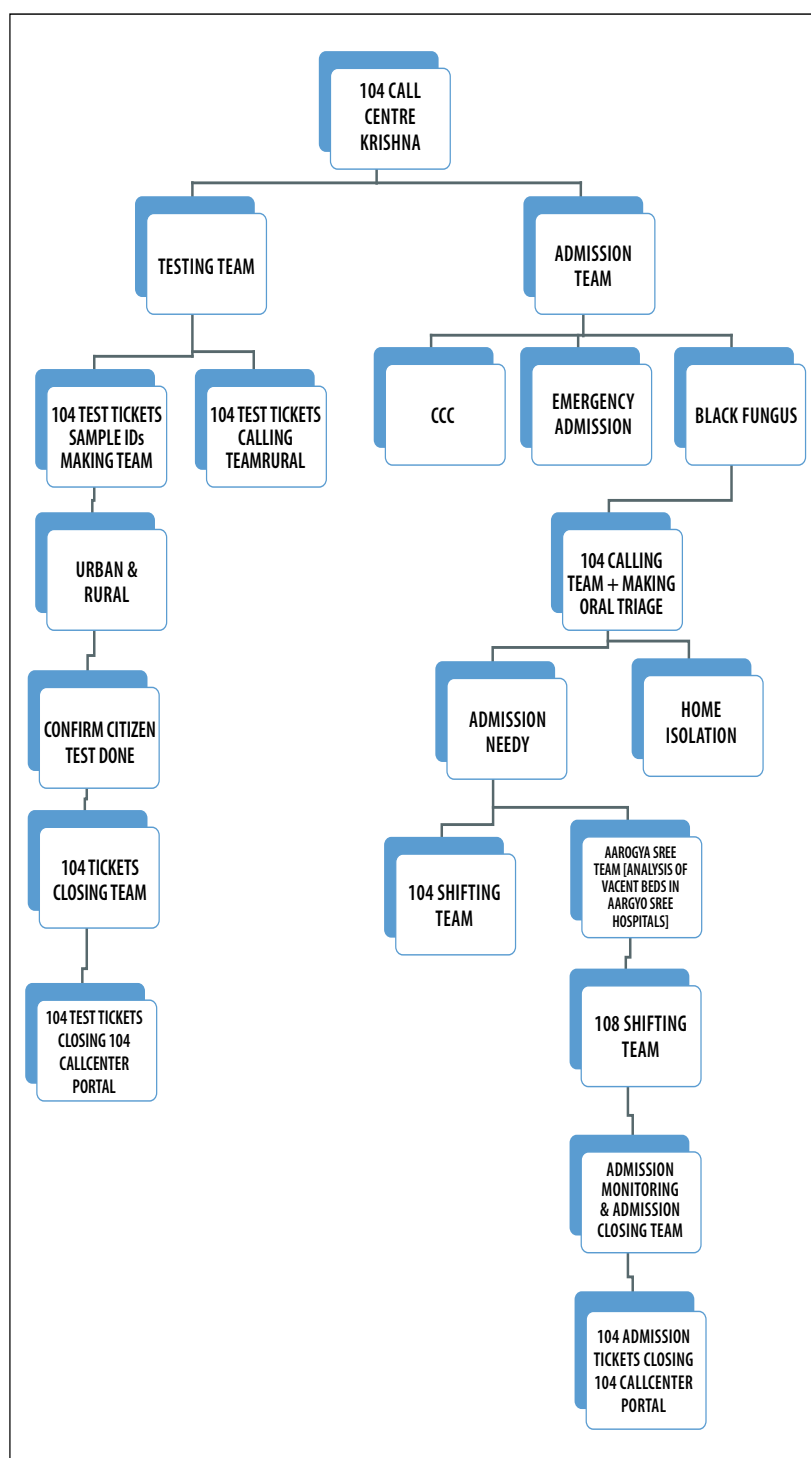 104 CALL
CENTRE
KRISHNA
TESTING TEAM
ADMISSION
TEAM
104 TEST TICKETS
SAMPLE IDs
MAKING TEAM
104 TEST TICKETS
CALLING
TEAMRURAL
CCC
EMERGENCY
ADMISSION
BLACK FUNGUS
URBAN &
RURAL
104 CALLING
TEAM + MAKING
ORAL TRIAGE
CONFIRM CITIZEN
TEST DONE
ADMISSION
NEEDY
HOME
ISOLATION
104 TICKETS
CLOSING TEAM
104 SHIFTING
TEAM
AAROGYA SREE
TEAM [ANALYSIS OF
VACENT BEDS IN
AARGYO SREE
HOSPITALS]
104 TEST TICKETS
CLOSING 104
CALLCENTER
PORTAL
108 SHIFTING
TEAM
ADMISSION
MONITORING
& ADMISSION
CLOSING TEAM
104 ADMISSION
TICKETS CLOSING
104 CALLCENTER
PORTAL